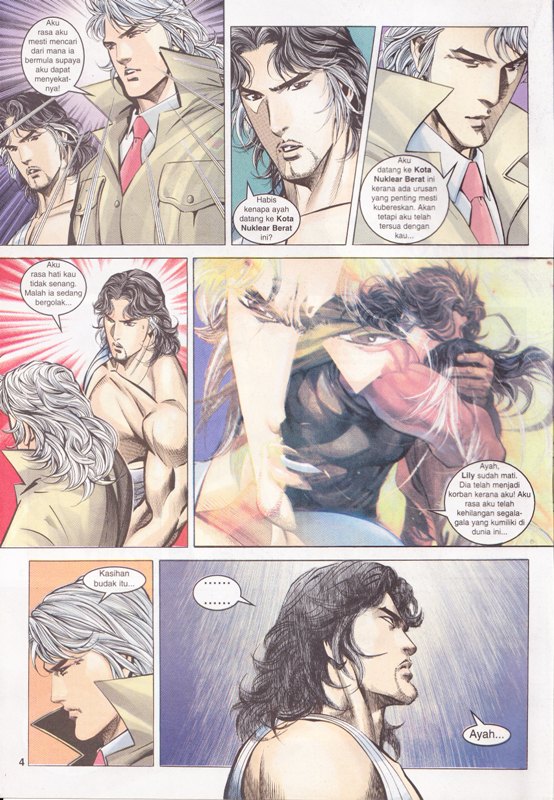 Aku
rasa aku
mesti mencari
dari mana ia
bermula supaya
aku dapat
menyekat-
nya!
Habis
kenapa ayah
datang ke Kota
Nuklear Berat
ini?
Aku
datang ke Kota
Nuklear Berat ini
kerana ada urusan
yang penting mesti
kubereskan. Akan
tetapi aku telah
tersua dengan
kau...
Aku
rasa hati kau
tidak senang.
Malah ia sedang
bergolak...
Ayah,
Lily sudah mati.
Dia telah menjadi
korban kerana aku! Aku
rasa aku telah
kehilangan segala-
gala yang kumiliki di
dunia ini...
Kasihan
budak itu...
......
......
Ayah...
4